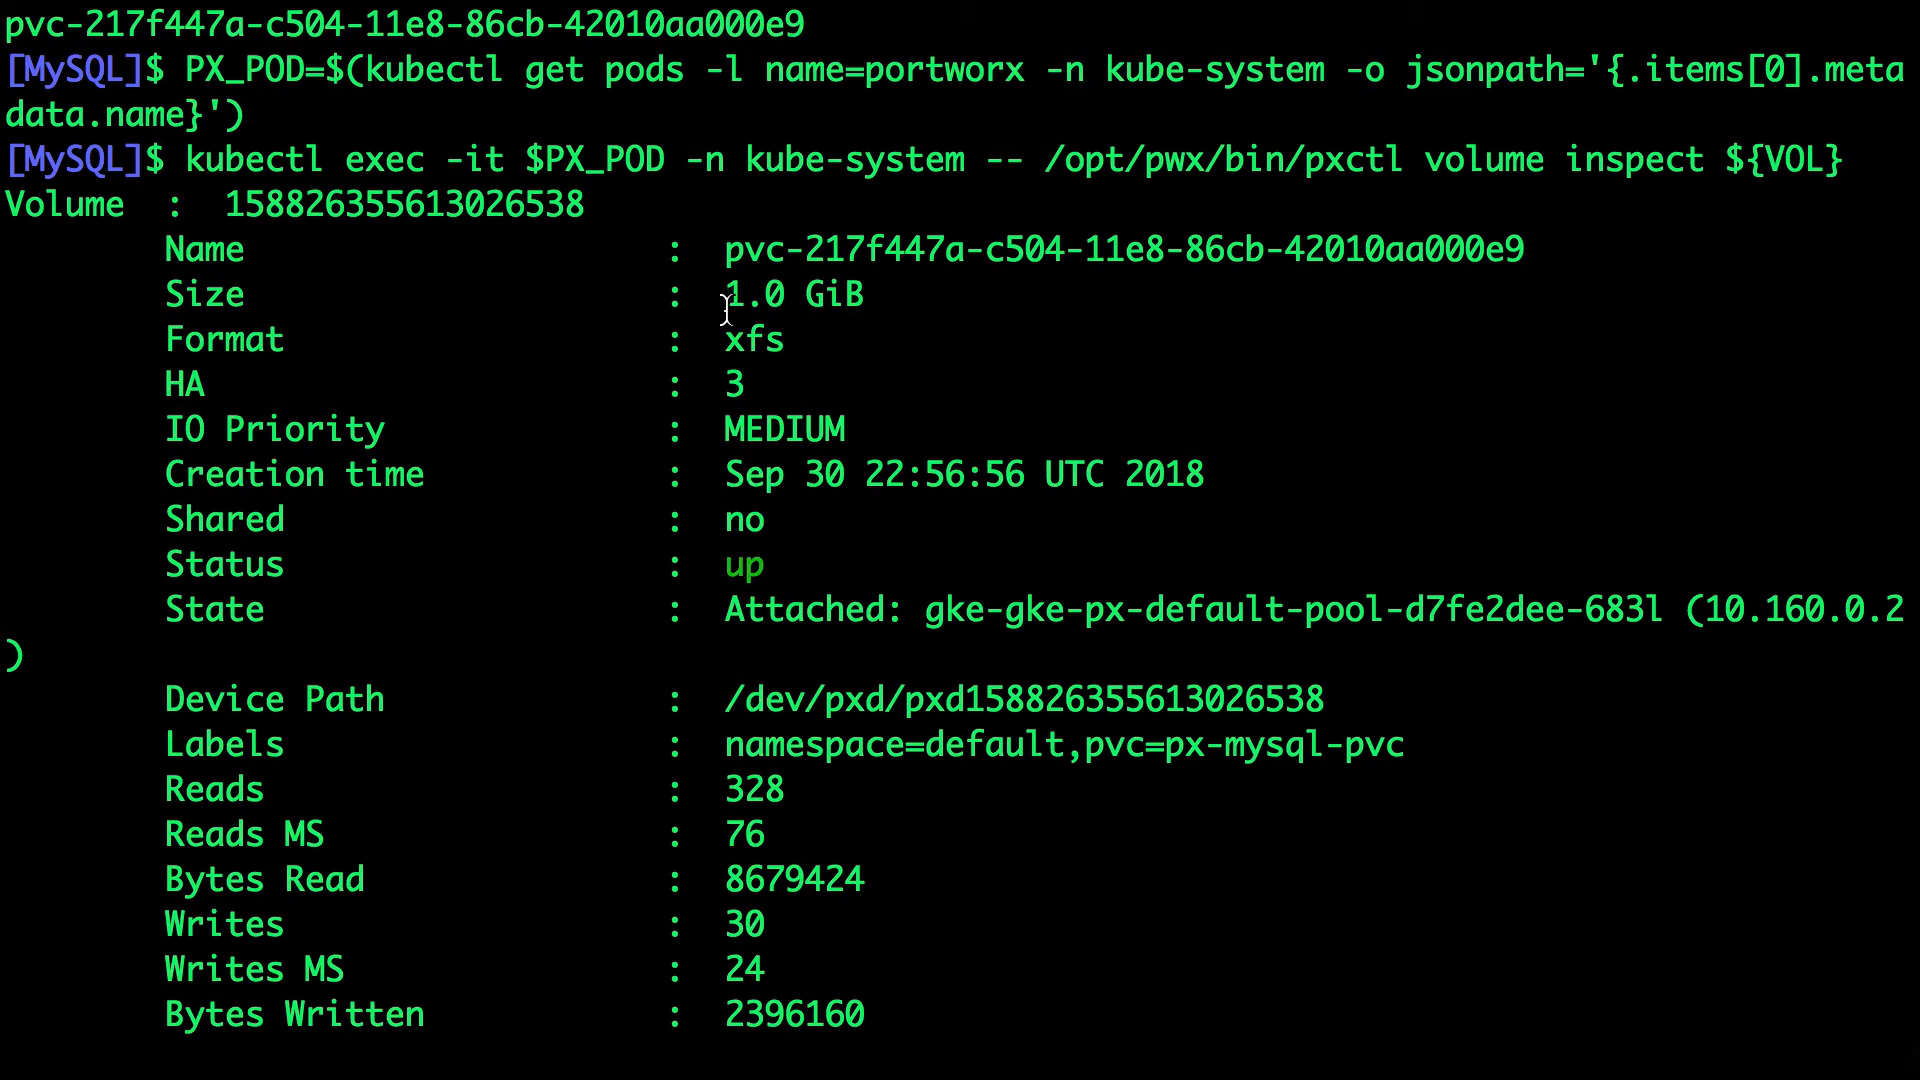 pvc-217f447a-c504-11e8-86cb-42010aa000e9
[MySQL]$ PX_POD=$(kubectl get pods -l name=portworx -n kube-system -o jsonpath='{.items[0].meta
data.name}')
[MySQL]$ kubectl exec -it $PX_POD -n kube-system -- /opt/pwx/bin/pxctl volume inspect ${VOL}
Volume : 158826355613026538
Name : pvc-217f447a-c504-11e8-86cb-42010aa000e9
Size : 1.0 GiB
Format : xfs
HA : 3
IO Priority : MEDIUM
Creation time : Sep 30 22:56:56 UTC 2018
Shared : no
Status : up
State : Attached: gke-gke-px-default-pool-d7fe2dee-683l (10.160.0.2
)
Device Path : /dev/pxd/pxd158826355613026538
Labels : namespace=default,pvc=px-mysql-pvc
Reads : 328
Reads MS : 76
Bytes Read : 8679424
Writes : 30
Writes MS : 24
Bytes Written : 2396160